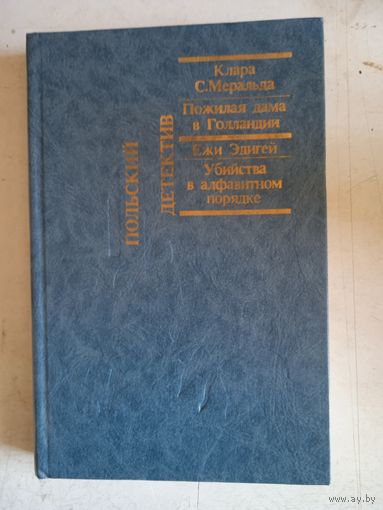 ПОЛЬСКИЙ
ДЕТЕКТИВ
Клара
С.Меральда
Пожилая дама
в Голландии
Ежи Эдигей
Убийства
в алфавитном
порядке
www.ay.by